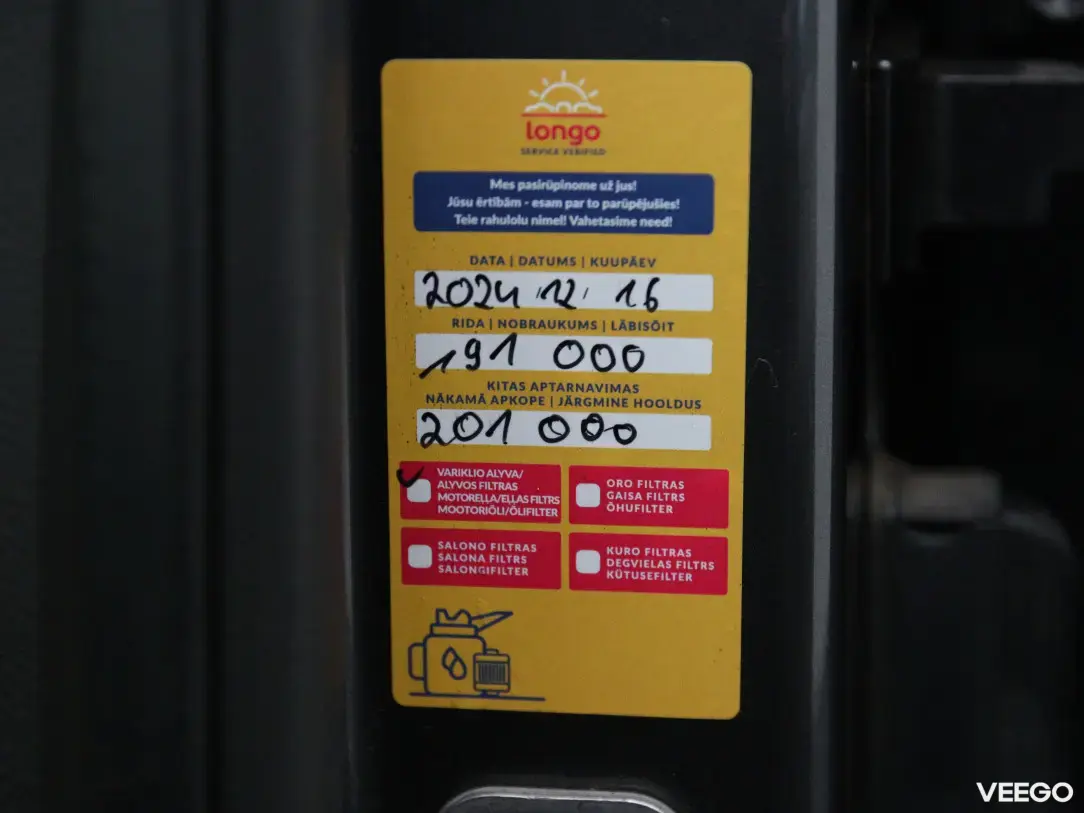 longo
SERVICE VERIFIED
Mes pasirūpinome už jus!
Jūsu ērtībām - esam par to parūpējušies!
Teie rahulolu nimel! Vahetasime need!
DATA | DATUMS | KUUPÄEV
2024 12 16
RIDA | NOBRAUKUMS | LÄBISÕIT
191 000
KITAS APTARNAVIMAS
NĀKAMĀ APKOPE | JÄRGMINE HOOLDUS
201 000
VARIKLIO ALYVA/
ALYVOS FILTRAS
MOTORELLA/ELLAS FILTRS
MOOTORIÕLI/ÕLIFILTER
ORO FILTRAS
GAISA FILTRS
ÕHUFILTER
SALONO FILTRAS
SALONA FILTRS
SALONGIFILTER
KURO FILTRAS
DEGVIELAS FILTRS
KÜTUSEFILTER
VEEGO